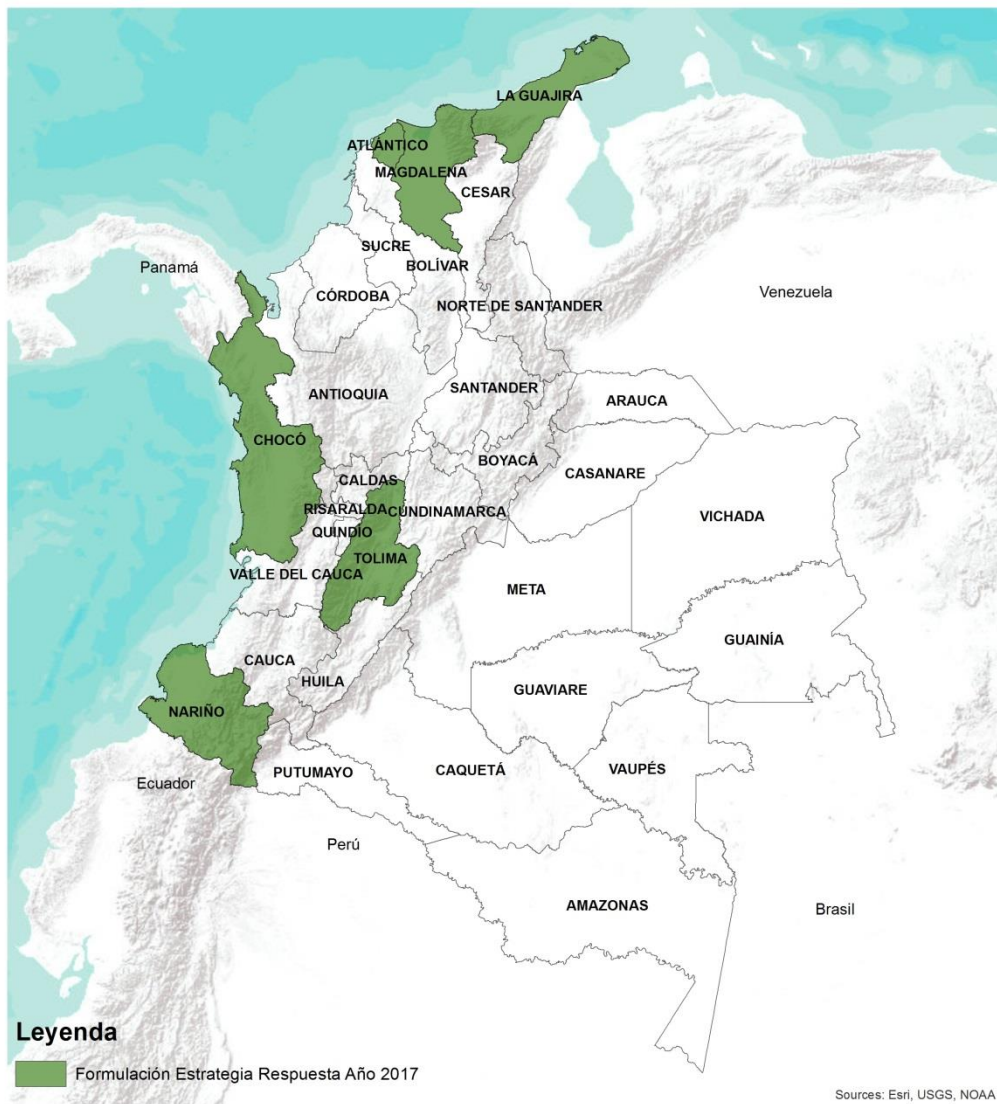 LA GUAJIRA
ATLÁNTICO
MAGDALENA
CESAR
SUCRE
BOLÍVAR
Panamá
CÓRDOBA
Venezuela
NORTE DE SANTANDER
ANTIOQUIA
SANTANDER
ARAUCA
CHOCÓ
BOYACÁ
CASANARE
CALDAS
RISARALDA
CUNDINAMARCA
VICHADA
QUINDÍO
TOLIMA
VALLE DEL CAUCA
META
GUAINÍA
CAUCA
HUILA
GUAVIARE
NARIÑO
PUTUMAYO
CAQUETÁ
VAUPÉS
Ecuador
Perú
AMAZONAS
Brasil
Leyenda
Formulación Estrategia Respuesta Año 2017
Sources: Esri, USGS, NOAA